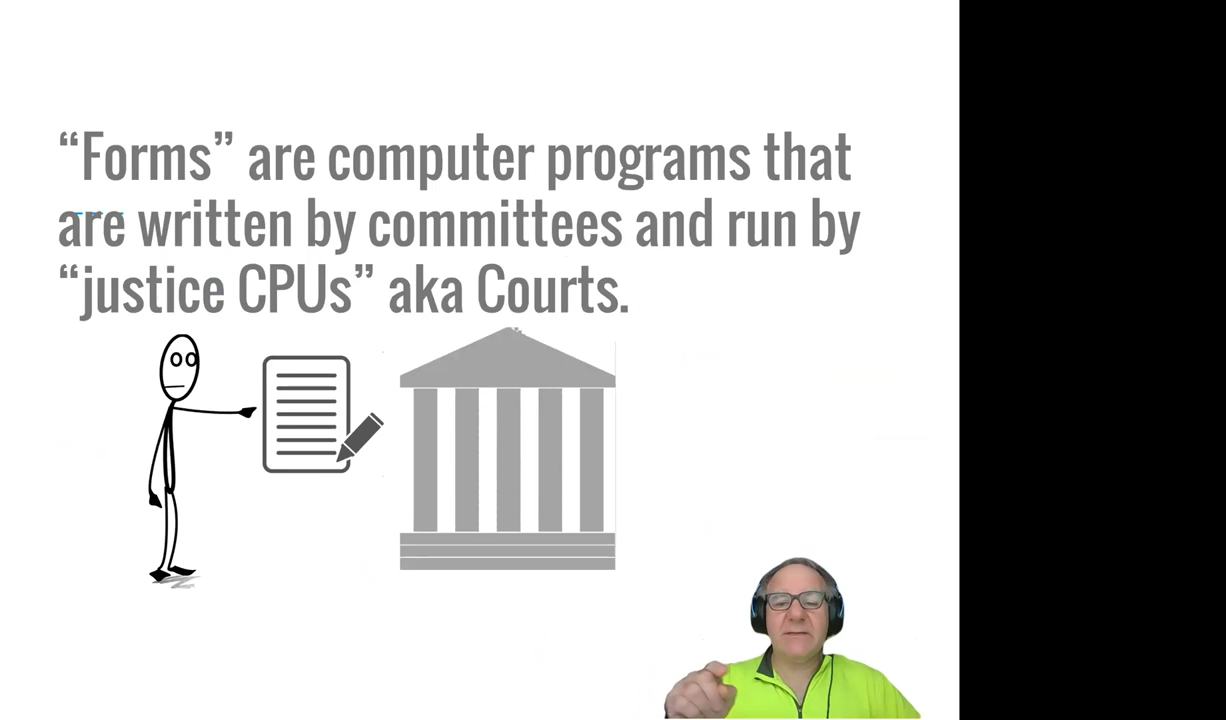 “Forms” are computer programs that
are written by committees and run by
“justice CPUs” aka Courts.